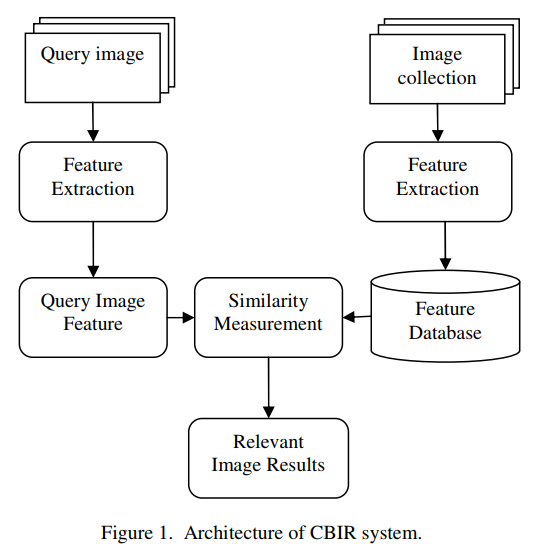 Query image
Image
collection
Feature
Extraction
Feature
Extraction
Query Image
Feature
Similarity
Measurement
Feature
Database
Relevant
Image Results
Figure 1.  Architecture of CBIR system.